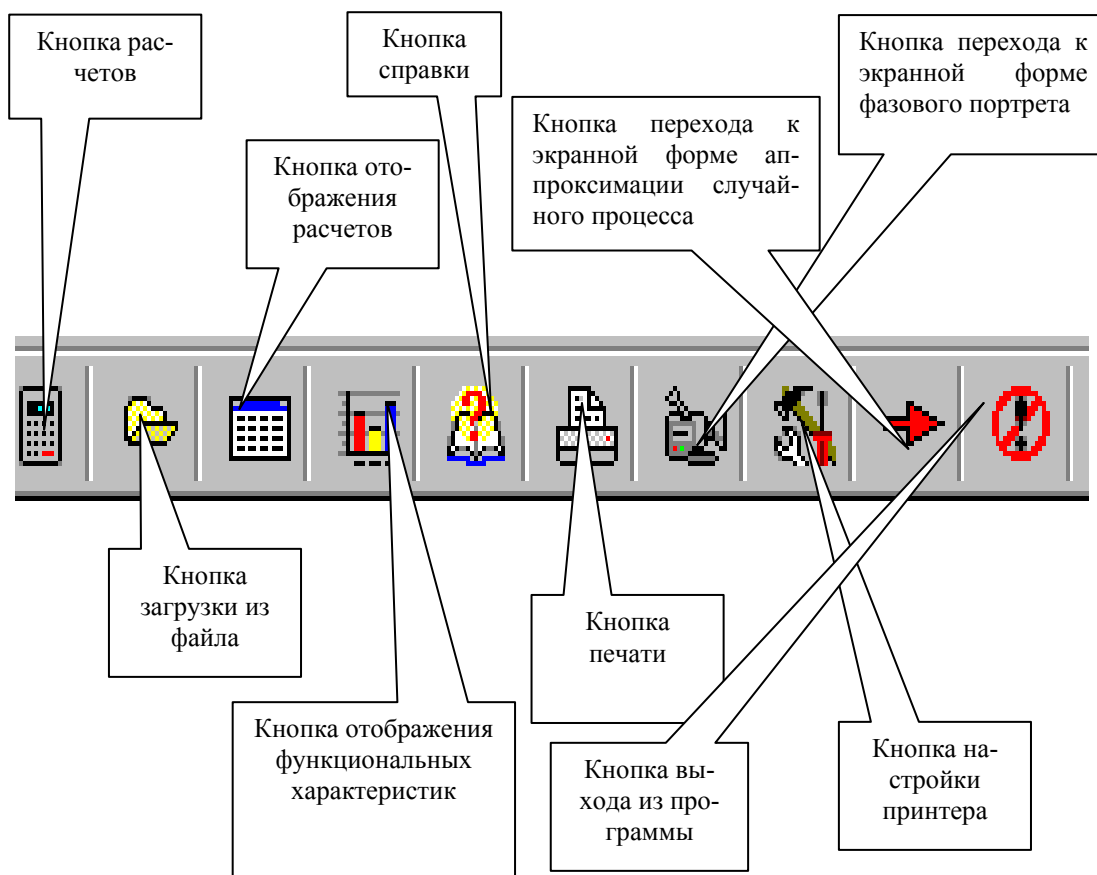 Кнопка рас-
четов
Кнопка
справки
Кнопка перехода к
экранной форме
фазового портрета
Кнопка перехода к
экранной форме ап-
проксимации случай-
ного процесса
Кнопка ото-
бражения
расчетов
Кнопка
загрузки из
файла
Кнопка
печати
Кнопка отображения
функциональных
характеристик
Кнопка вы-
хода из про-
граммы
Кнопка на-
стройки
принтера